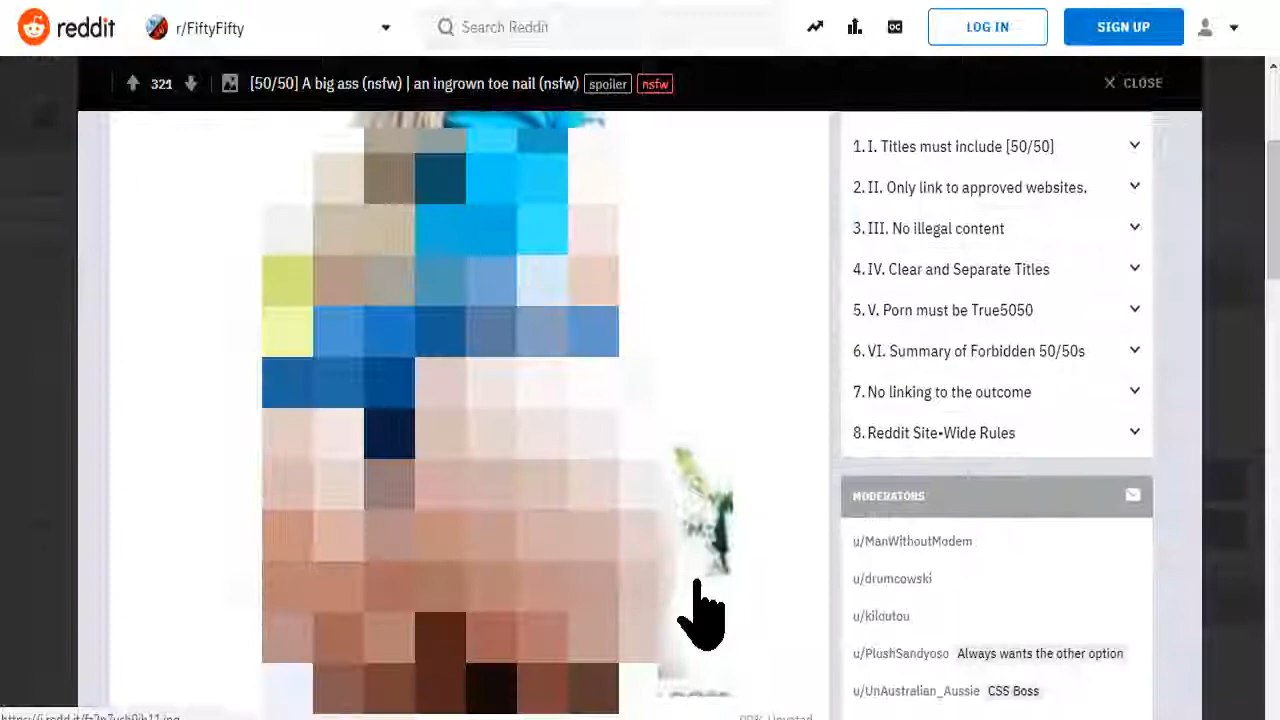 reddit
r/FiftyFifty
Search Reddit
LOG IN
SIGN UP
321
[50/50] A big ass (nsfw) | an ingrown toe nail (nsfw)
spoiler
nsfw
CLOSE
1. I. Titles must include [50/50]
2. II. Only link to approved websites.
3. III. No illegal content
4. IV. Clear and Separate Titles
5. V. Porn must be True5050
6. VI. Summary of Forbidden 50/50s
7. No linking to the outcome
8. Reddit Site-Wide Rules
MODERATORS
u/ManWithoutModem
u/drumcowski
u/kilautou
u/PlushSandyoso Always wants the other option
u/UnAustralian_Aussie CSS Boss